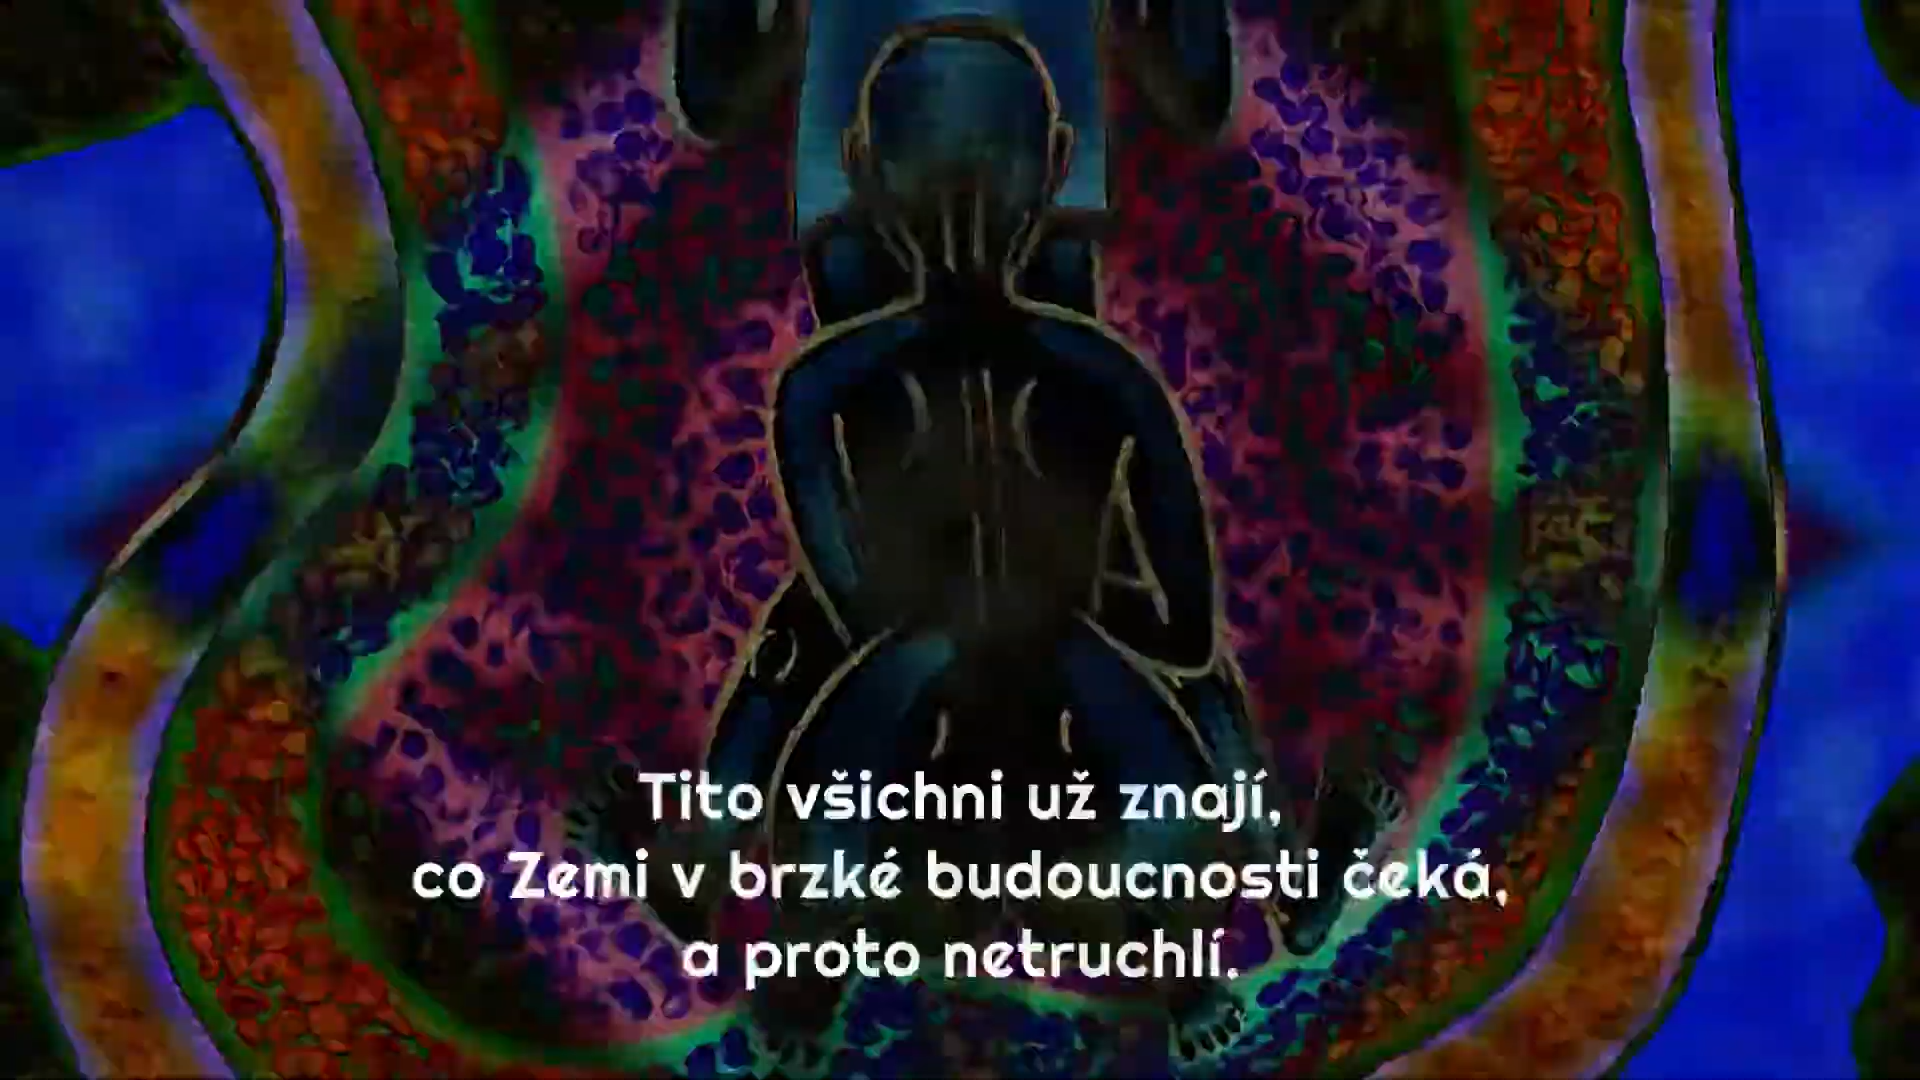 Tito všichni už znají,
co Zemi v brzké budoucnosti čeká,
a proto netruchlí.